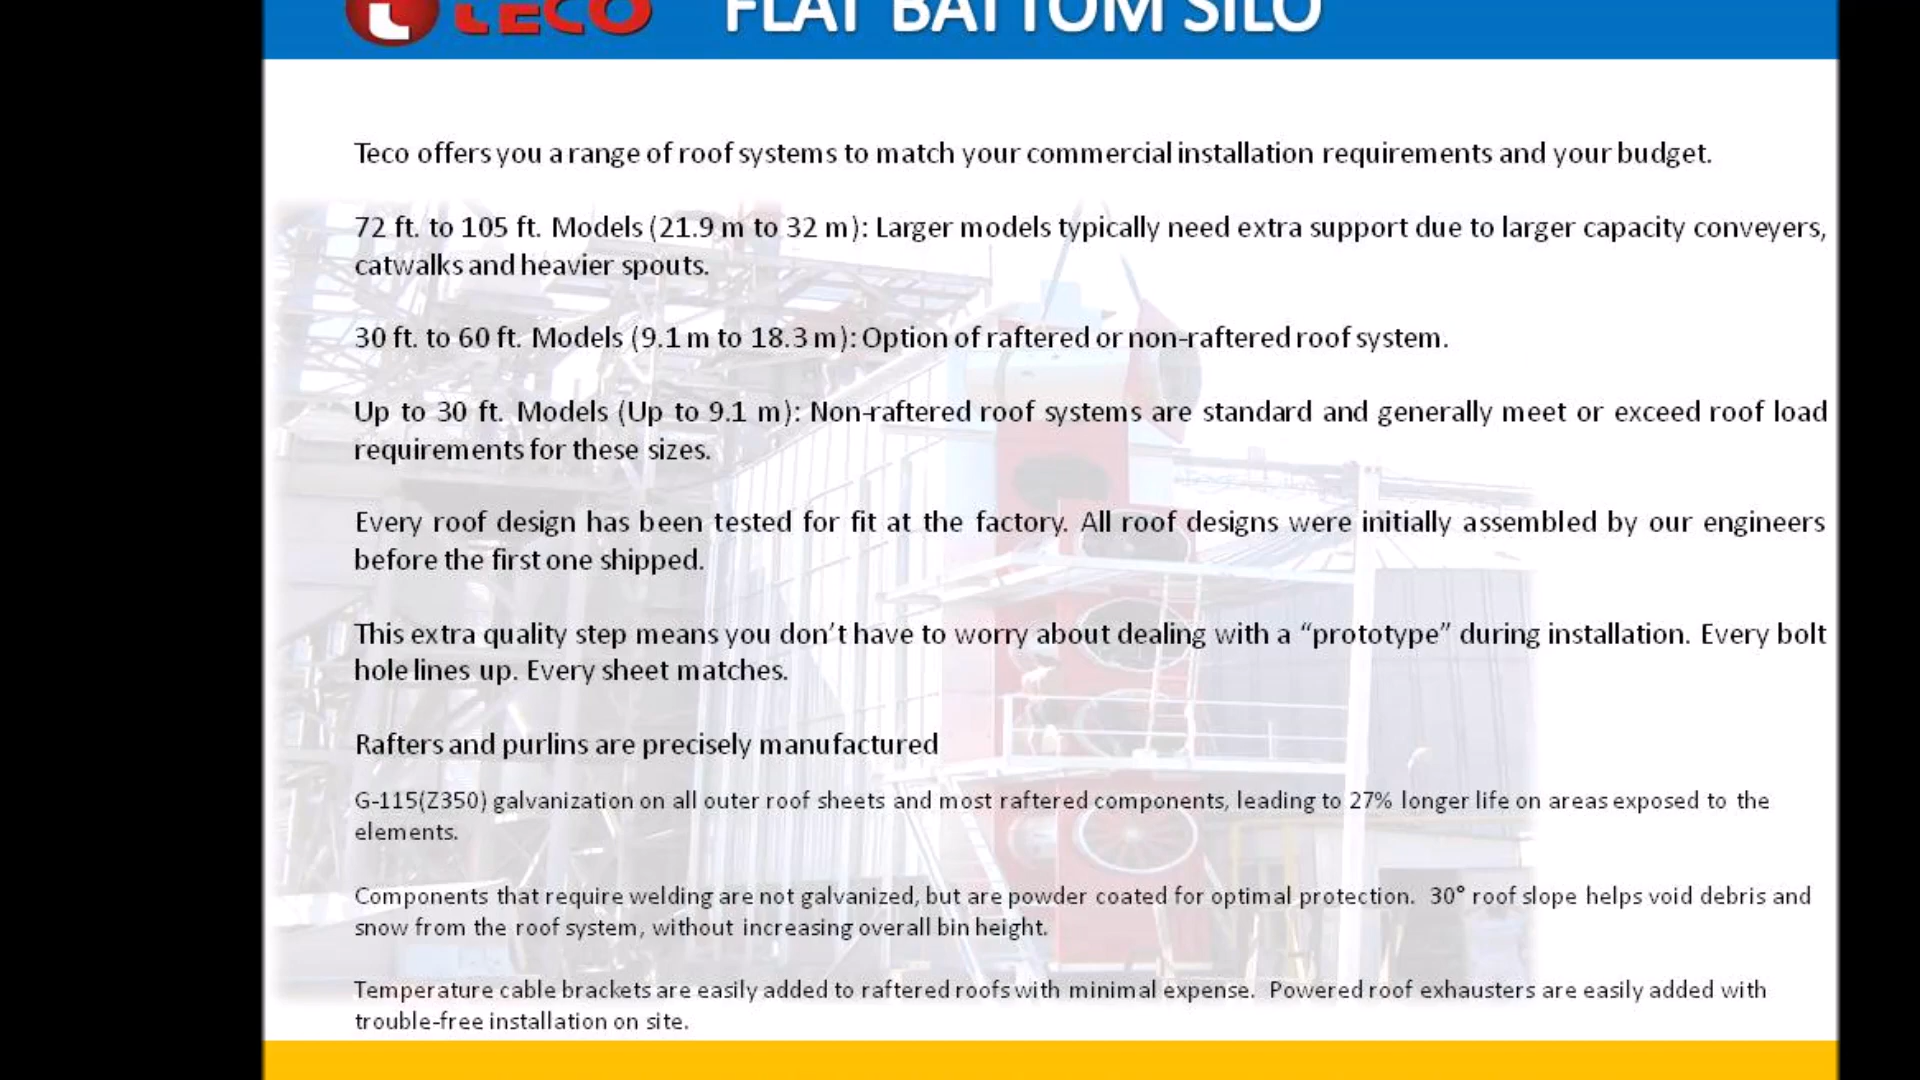 TECO FLAT BATTOM SILO
Teco offers you a range of roof systems to match your commercial installation requirements and your budget.
72 ft. to 105 ft. Models (21.9 m to 32 m): Larger models typically need extra support due to larger capacity conveyers,
catwalks and heavier spouts.
30 ft. to 60 ft. Models (9.1 m to 18.3 m): Option of raftered or non-raftered roof system.
Up to 30 ft. Models (Up to 9.1 m): Non-raftered roof systems are standard and generally meet or exceed roof load
requirements for these sizes.
Every roof design has been tested for fit at the factory. All roof designs were initially assembled by our engineers
before the first one shipped.
This extra quality step means you don’t have to worry about dealing with a “prototype” during installation. Every bolt
hole lines up. Every sheet matches.
Rafters and purlins are precisely manufactured
G-115(Z350) galvanization on all outer roof sheets and most raftered components, leading to 27% longer life on areas exposed to the
elements.
Components that require welding are not galvanized, but are powder coated for optimal protection. 30° roof slope helps void debris and
snow from the roof system, without increasing overall bin height.
Temperature cable brackets are easily added to raftered roofs with minimal expense. Powered roof exhausters are easily added with
trouble-free installation on site.